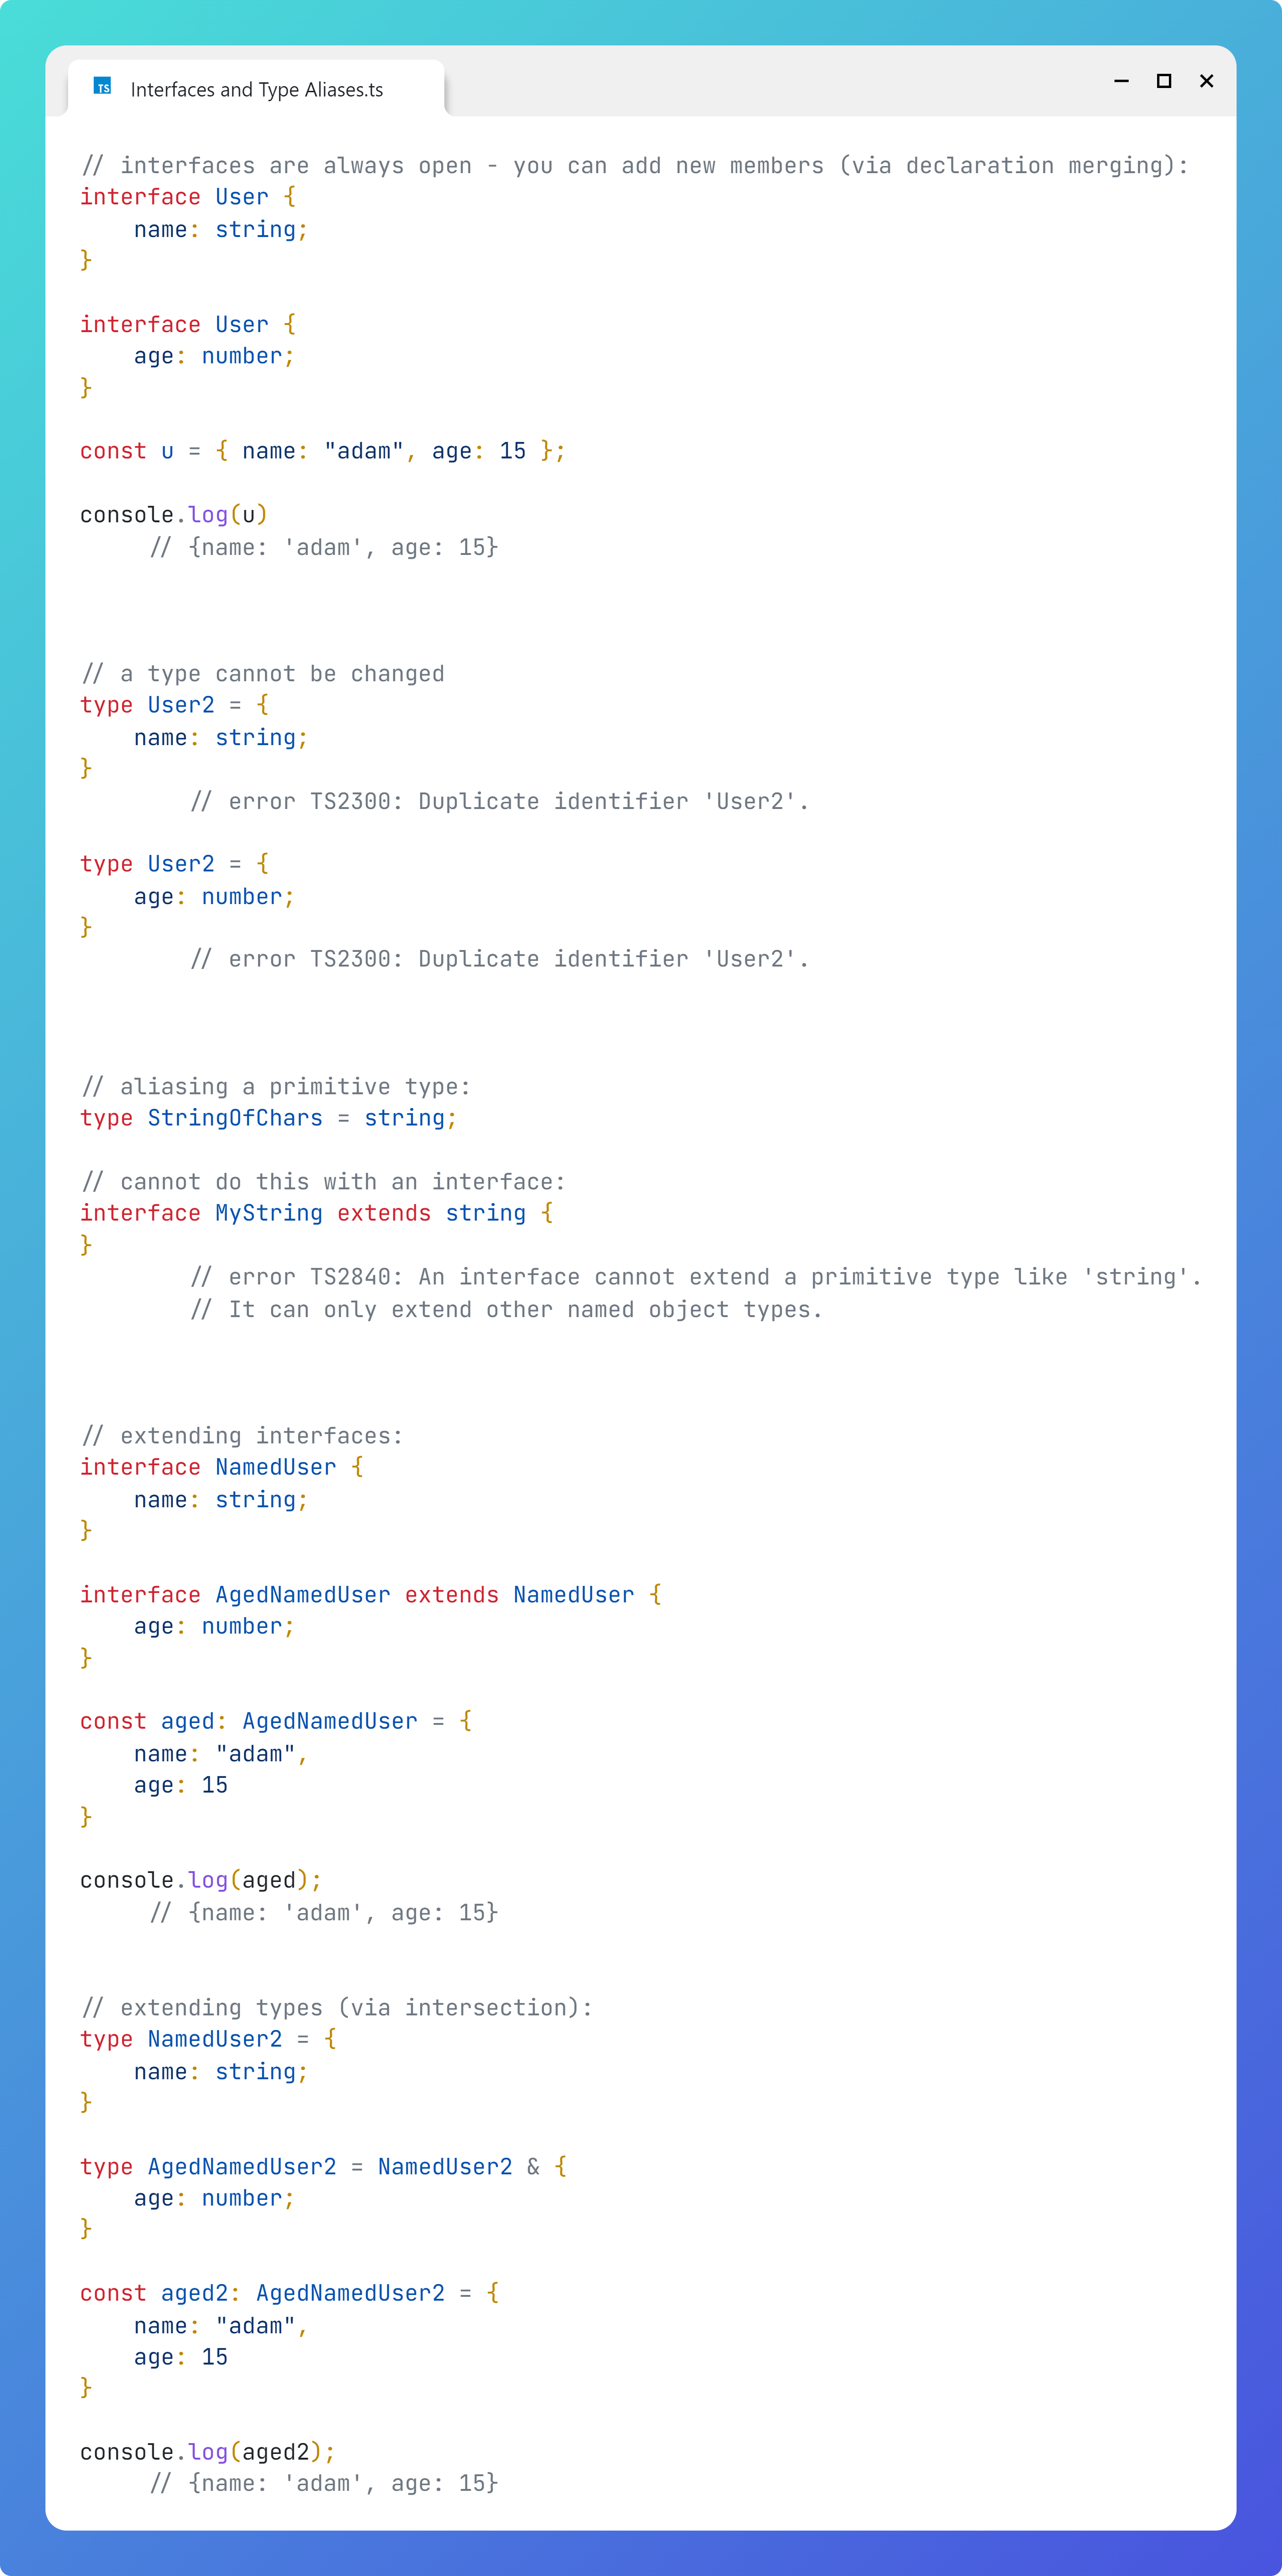 TS Interfaces and Type Aliases.ts
// interfaces are always open - you can add new members (via declaration merging):
interface User {
    name: string;
}

interface User {
    age: number;
}

const u = { name: "adam", age: 15 };

console.log(u)
     // {name: 'adam', age: 15}

// a type cannot be changed
type User2 = {
    name: string;
}
        // error TS2300: Duplicate identifier 'User2'.

type User2 = {
    age: number;
}
        // error TS2300: Duplicate identifier 'User2'.

// aliasing a primitive type:
type StringOfChars = string;

// cannot do this with an interface:
interface MyString extends string {
}
        // error TS2840: An interface cannot extend a primitive type like 'string'.
        // It can only extend other named object types.

// extending interfaces:
interface NamedUser {
    name: string;
}

interface AgedNamedUser extends NamedUser {
    age: number;
}

const aged: AgedNamedUser = {
    name: "adam",
    age: 15
}

console.log(aged);
     // {name: 'adam', age: 15}

// extending types (via intersection):
type NamedUser2 = {
    name: string;
}

type AgedNamedUser2 = NamedUser2 & {
    age: number;
}

const aged2: AgedNamedUser2 = {
    name: "adam",
    age: 15
}

console.log(aged2);
     // {name: 'adam', age: 15}